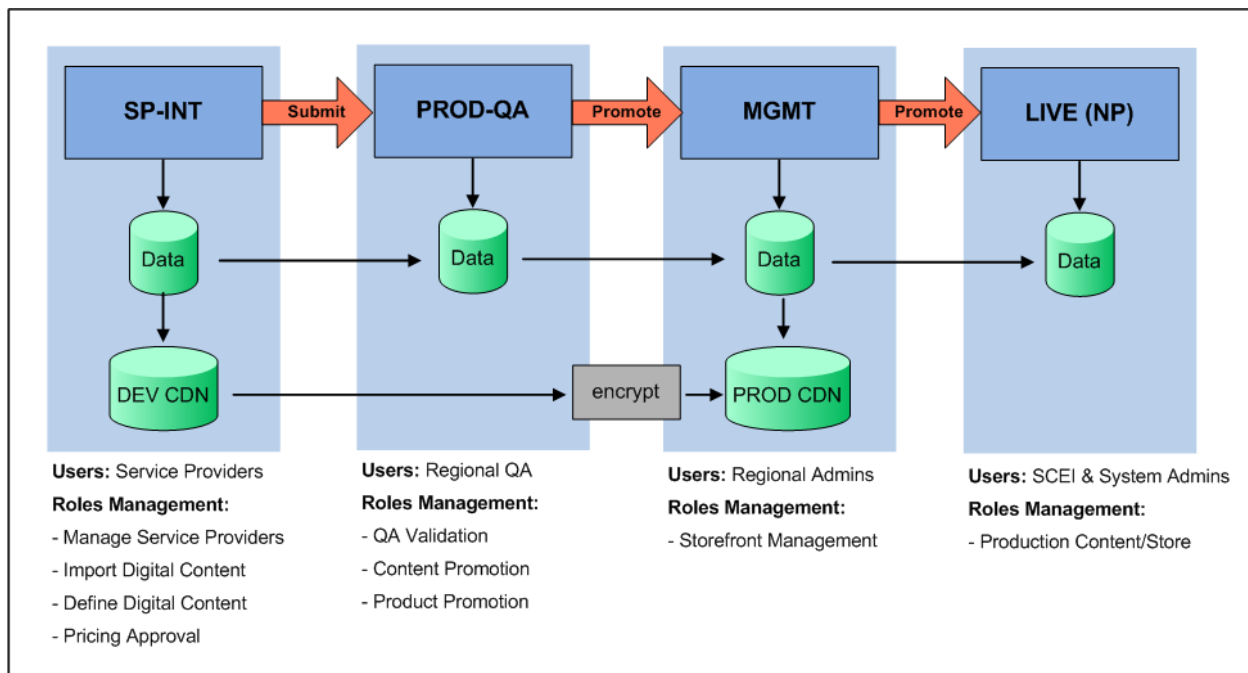 SP-INT
Submit
PROD-QA
Promote
MGMT
Promote
LIVE (NP)
Data
Data
Data
Data
DEV CDN
encrypt
PROD CDN
Users: Service Providers
Roles Management:
- Manage Service Providers
- Import Digital Content
- Define Digital Content
- Pricing Approval
Users: Regional QA
Roles Management:
- QA Validation
- Content Promotion
- Product Promotion
Users: Regional Admins
Roles Management:
- Storefront Management
Users: SCEI & System Admins
Roles Management:
- Production Content/Store